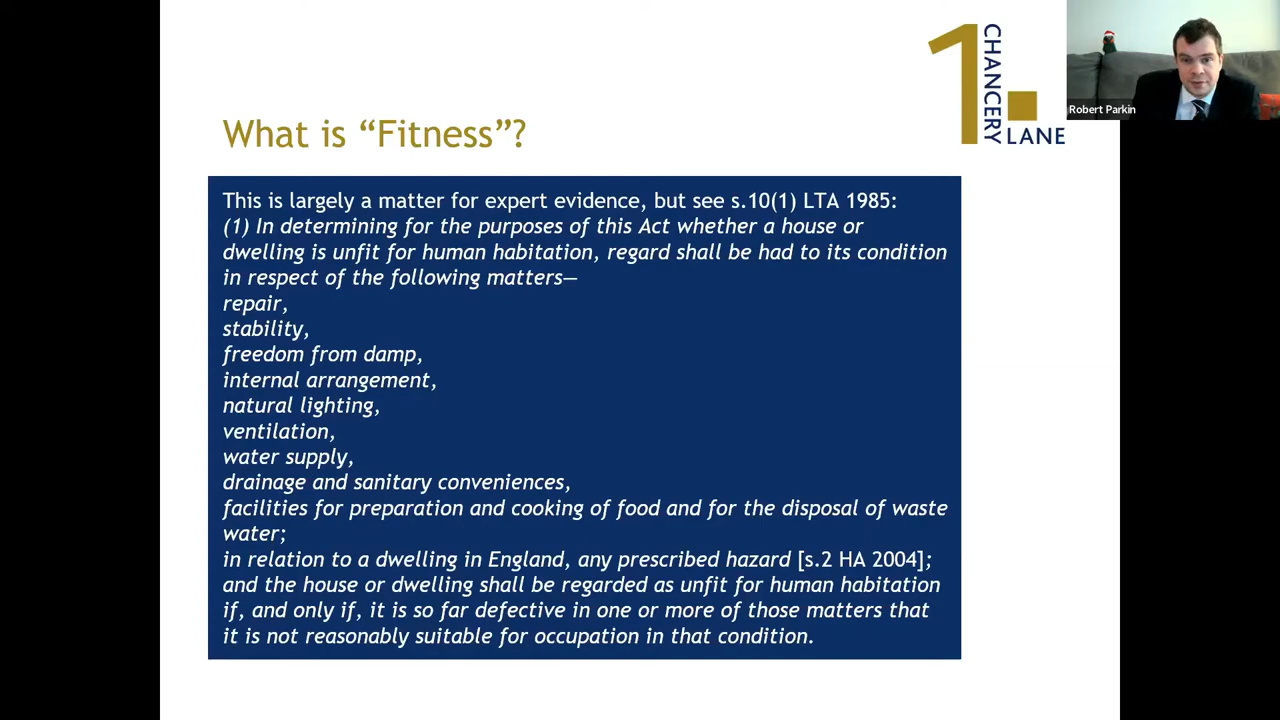 1 CHANCERY LANE
Robert Parkin
What is “Fitness”?
This is largely a matter for expert evidence, but see s.10(1) LTA 1985:
(1) In determining for the purposes of this Act whether a house or
dwelling is unfit for human habitation, regard shall be had to its condition
in respect of the following matters—
repair,
stability,
freedom from damp,
internal arrangement,
natural lighting,
ventilation,
water supply,
drainage and sanitary conveniences,
facilities for preparation and cooking of food and for the disposal of waste
water;
in relation to a dwelling in England, any prescribed hazard [s.2 HA 2004];
and the house or dwelling shall be regarded as unfit for human habitation
if, and only if, it is so far defective in one or more of those matters that
it is not reasonably suitable for occupation in that condition.